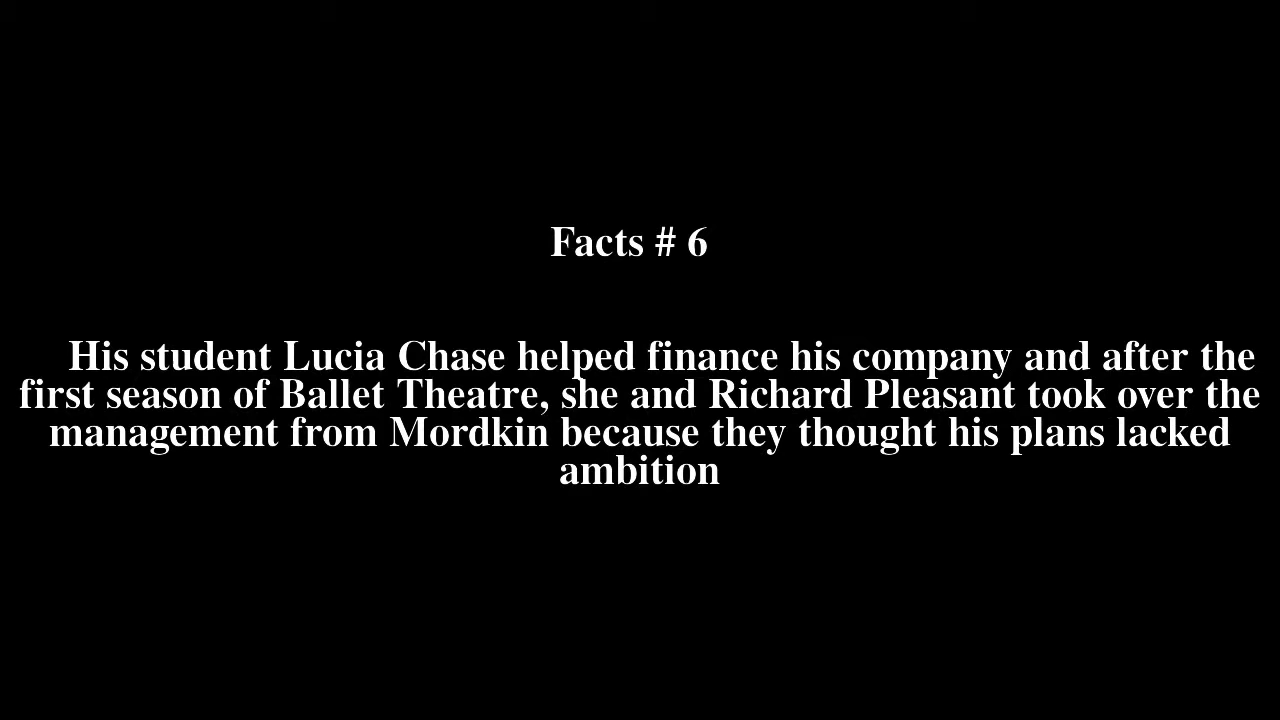 Facts # 6
His student Lucia Chase helped finance his company and after the
first season of Ballet Theatre, she and Richard Pleasant took over the
management from Mordkin because they thought his plans lacked
ambition